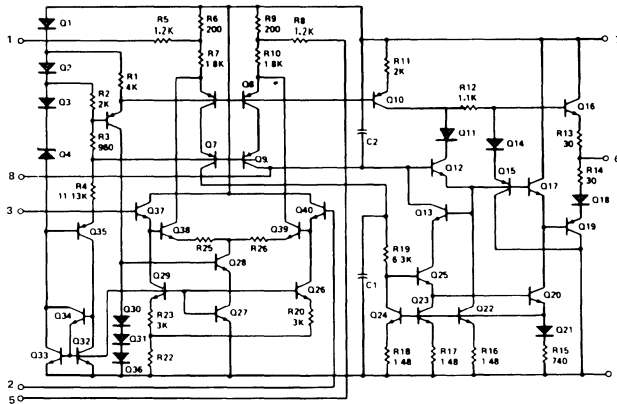 Q1
R5
1.2K
R6
200
R9
200
R8
1.2K
1
Q2
R1
4K
R7
1 8K
R10
1 8K
R11
2K
Q3
R2
2K
Q8
Q10
R12
1.1K
Q16
R3
960
Q11
Q14
R13
30
Q4
Q7
Q9
C2
Q12
Q15
Q17
6
8
R14
30
R4
11 13K
Q18
3
Q37
Q38
Q39
Q40
Q13
Q19
Q35
R25
R26
R19
6 3K
Q28
Q25
Q29
Q26
C1
Q20
Q34
Q30
R23
3K
Q27
R20
3K
Q24
Q23
Q22
Q21
Q33
Q32
Q31
R22
R18
1 48
R17
1 48
R16
1 48
R15
740
Q36
2
5